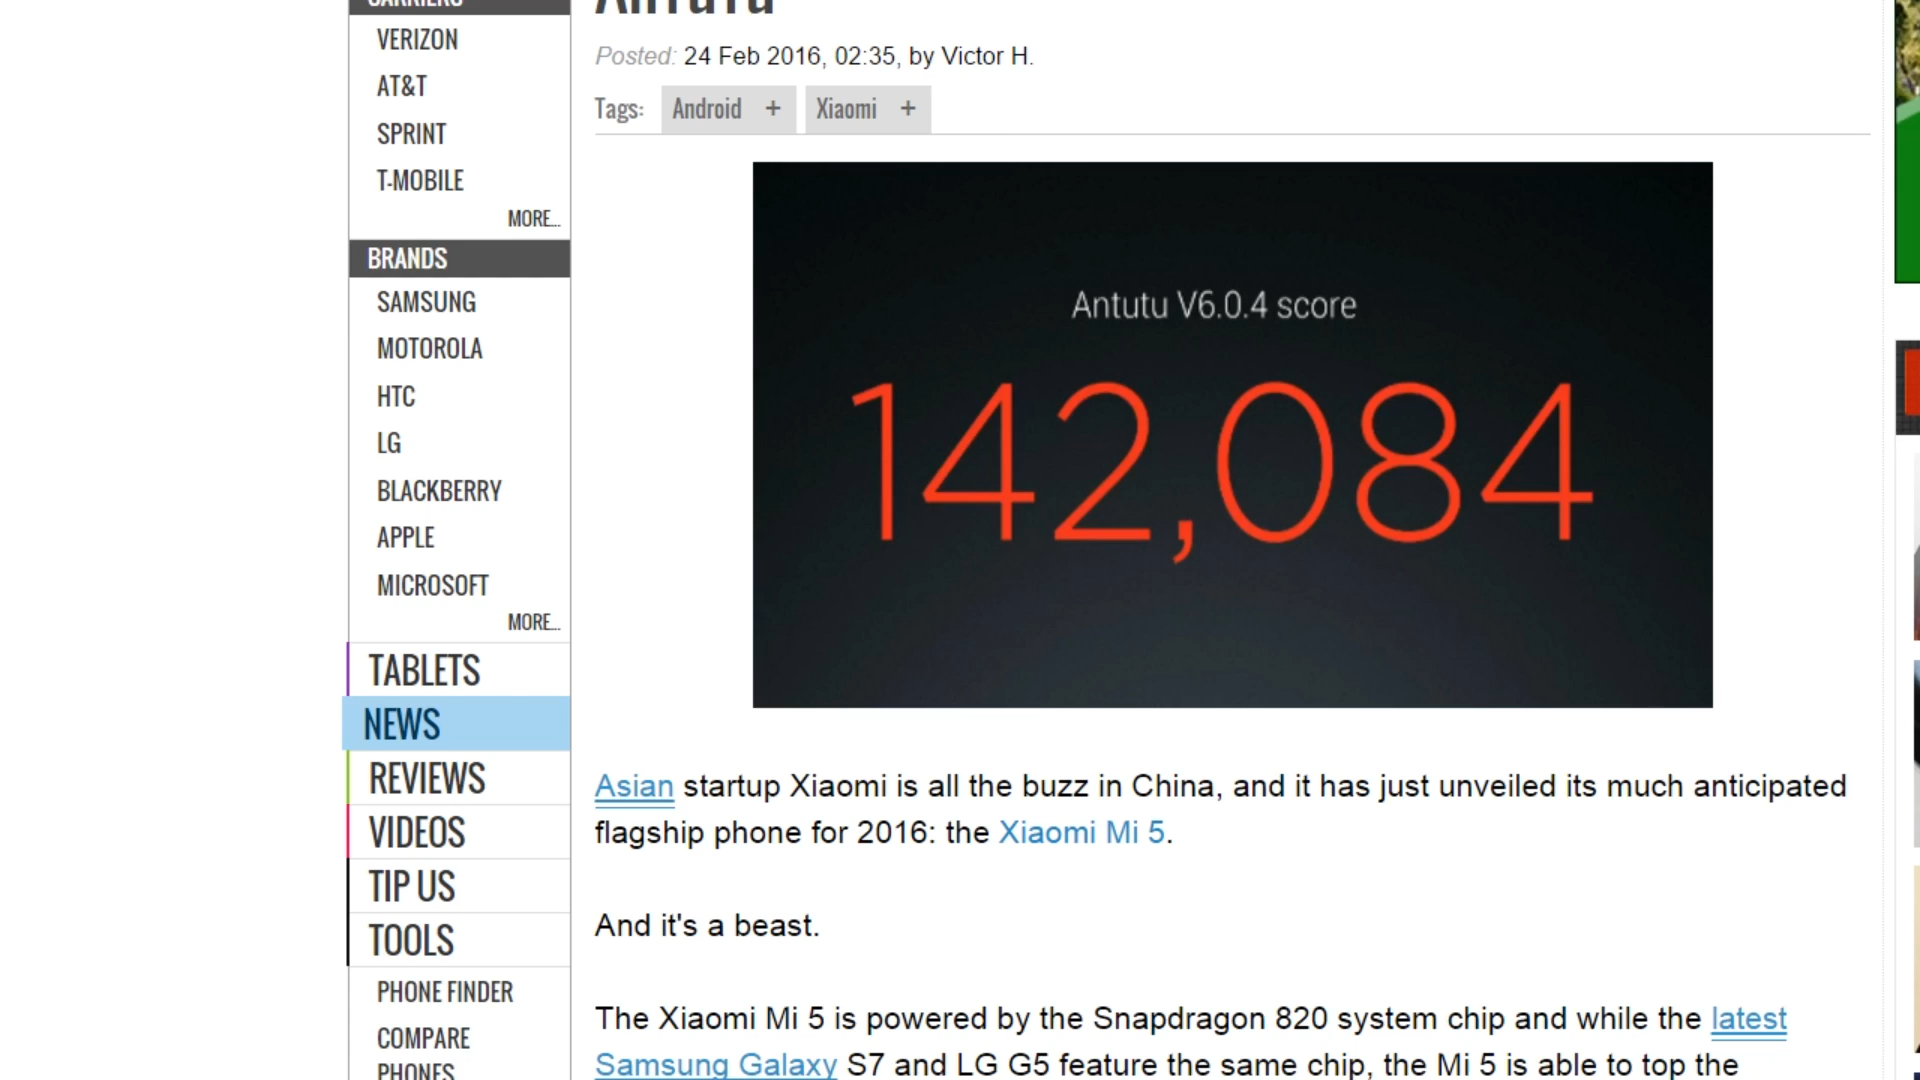 CARRIERS
VERIZON
AT&T
SPRINT
T-MOBILE
MORE...
BRANDS
SAMSUNG
MOTOROLA
HTC
LG
BLACKBERRY
APPLE
MICROSOFT
MORE...
TABLETS
NEWS
REVIEWS
VIDEOS
TIP US
TOOLS
PHONE FINDER
COMPARE
PHONES
AnTuTu
Posted: 24 Feb 2016, 02:35, by Victor H.
Tags: Android + Xiaomi +
Antutu V6.0.4 score
142,084
Asian startup Xiaomi is all the buzz in China, and it has just unveiled its much anticipated
flagship phone for 2016: the Xiaomi Mi 5.
And it's a beast.
The Xiaomi Mi 5 is powered by the Snapdragon 820 system chip and while the latest
Samsung Galaxy S7 and LG G5 feature the same chip, the Mi 5 is able to top the